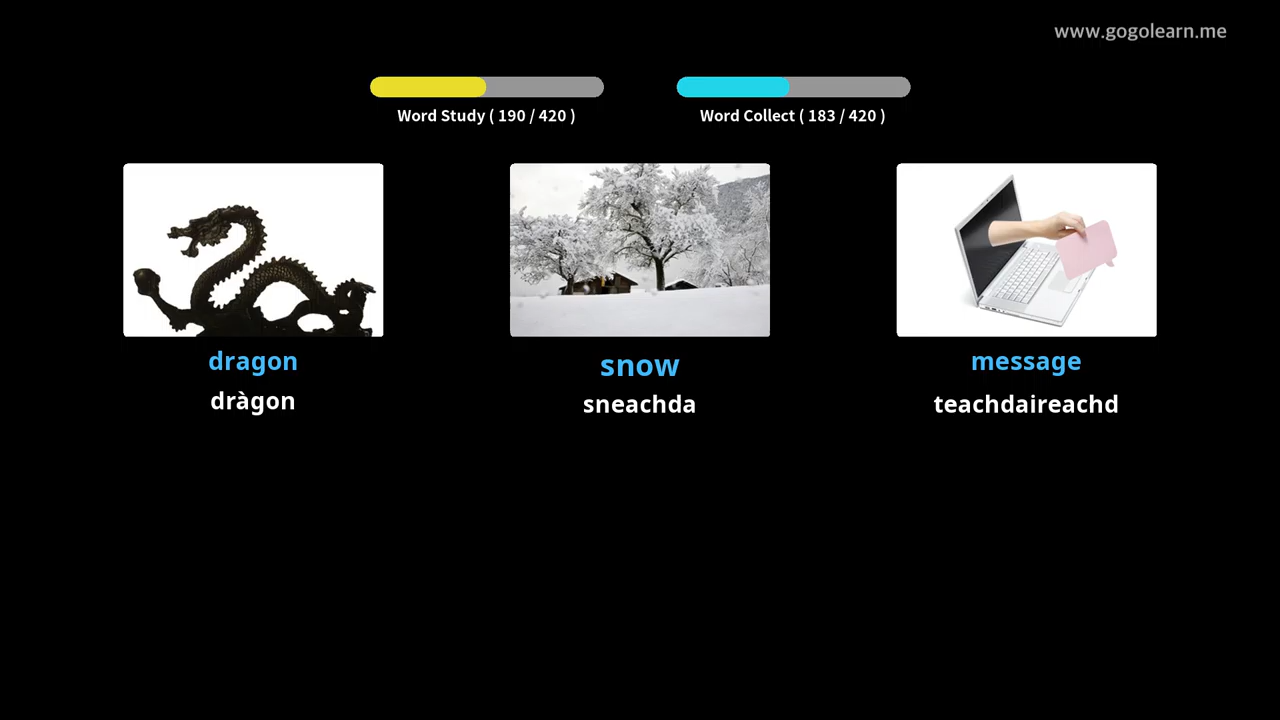 www.gogolearn.me
Word Study ( 190 / 420 )
Word Collect ( 183 / 420 )
dragon
dràgon
snow
sneachda
message
teachdaireachd